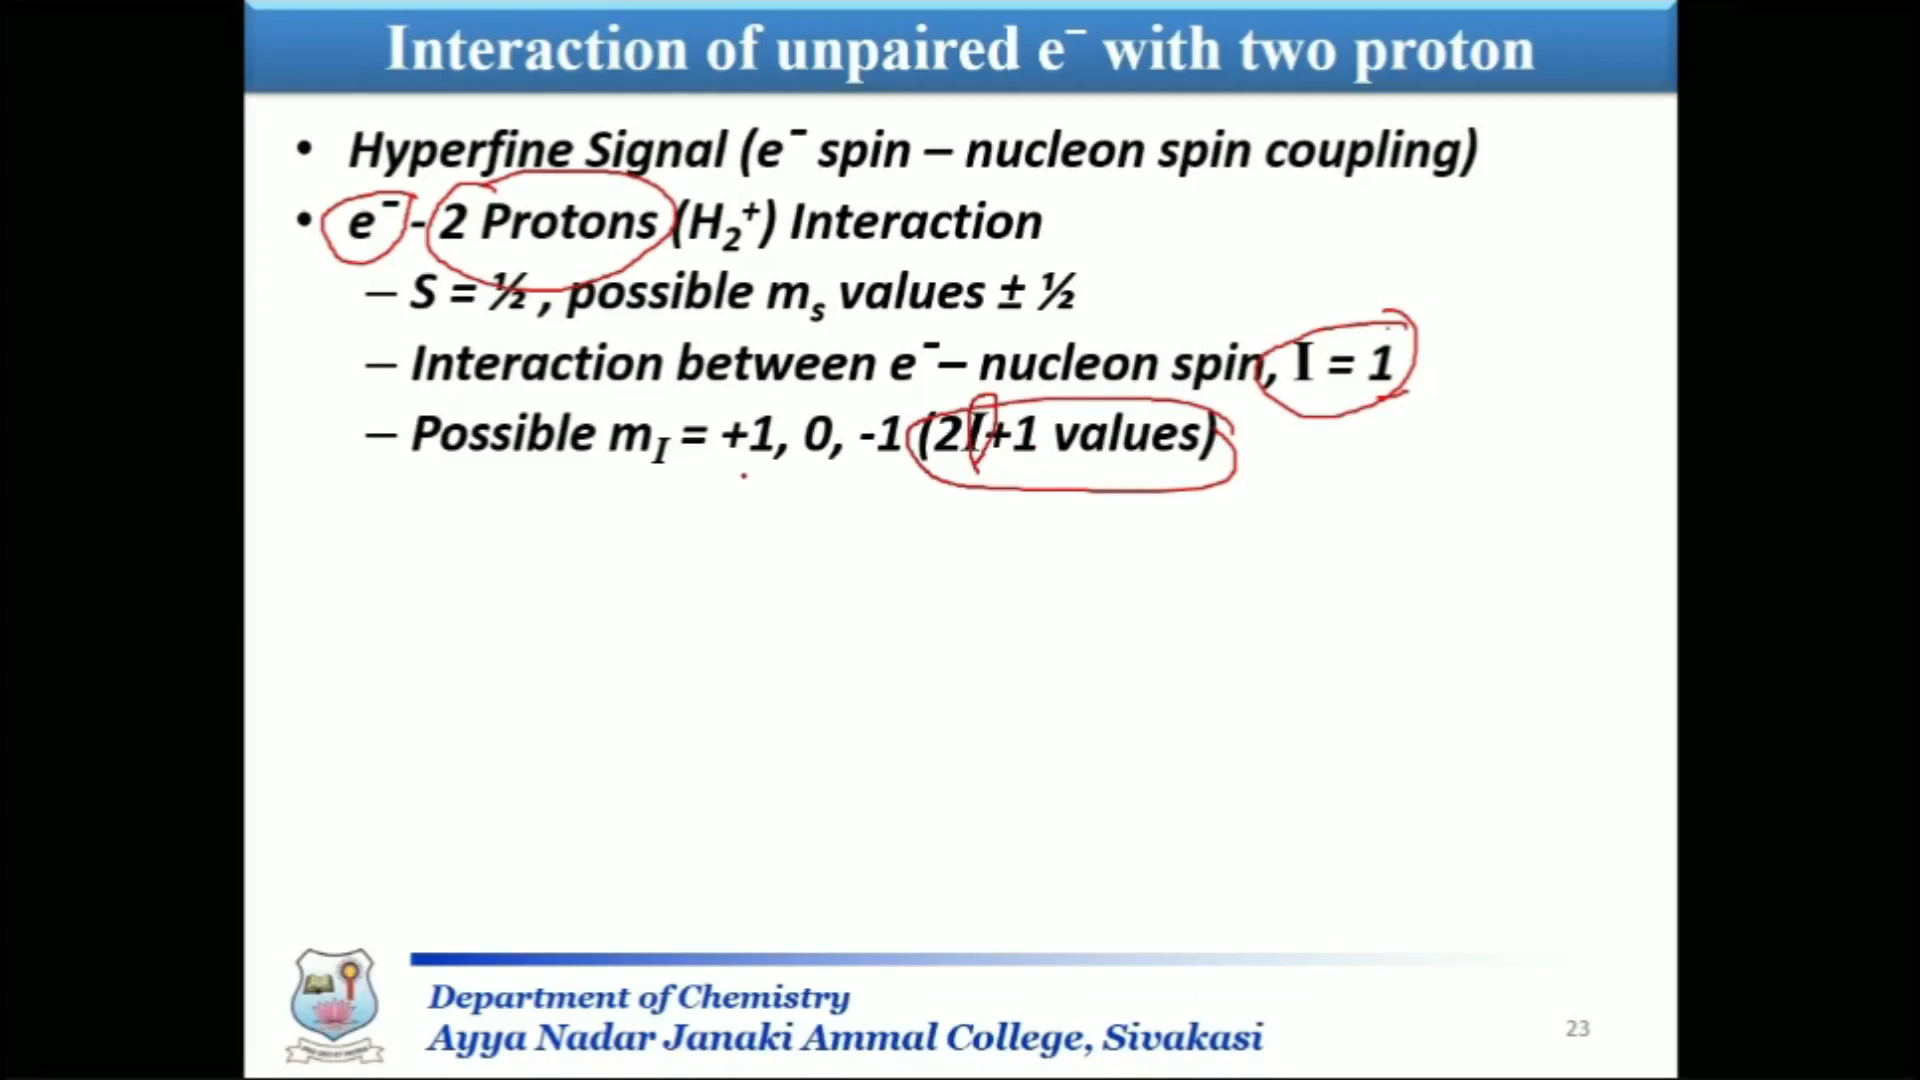 Interaction of unpaired e⁻ with two proton
• Hyperfine Signal (e⁻ spin – nucleon spin coupling)
• e⁻ - 2 Protons (H₂⁺) Interaction
– S = ½ , possible mₛ values ± ½
– Interaction between e⁻– nucleon spin, I = 1
– Possible m_I = +1, 0, -1 (2I+1 values)
Department of Chemistry
Ayya Nadar Janaki Ammal College, Sivakasi
23